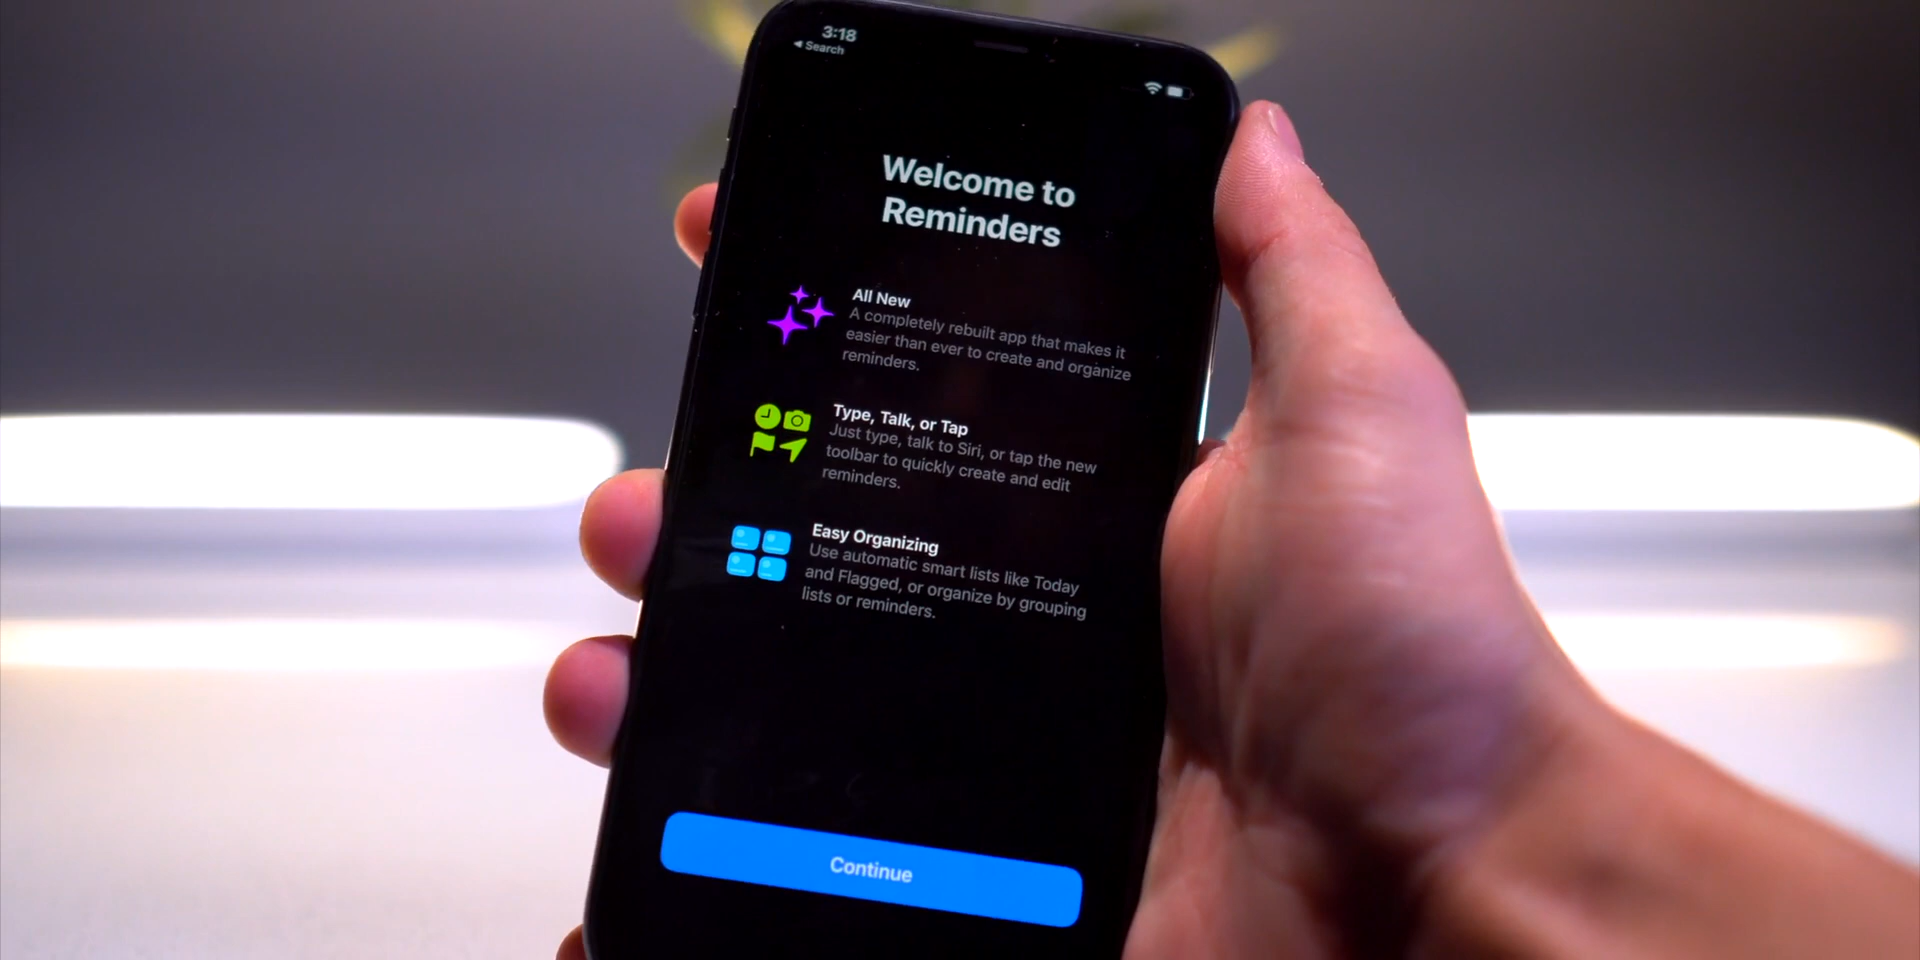 3:18
Search
Welcome to
Reminders
All New
A completely rebuilt app that makes it
easier than ever to create and organize
reminders.
Type, Talk, or Tap
Just type, talk to Siri, or tap the new
toolbar to quickly create and edit
reminders.
Easy Organizing
Use automatic smart lists like Today
and Flagged, or organize by grouping
lists or reminders.
Continue